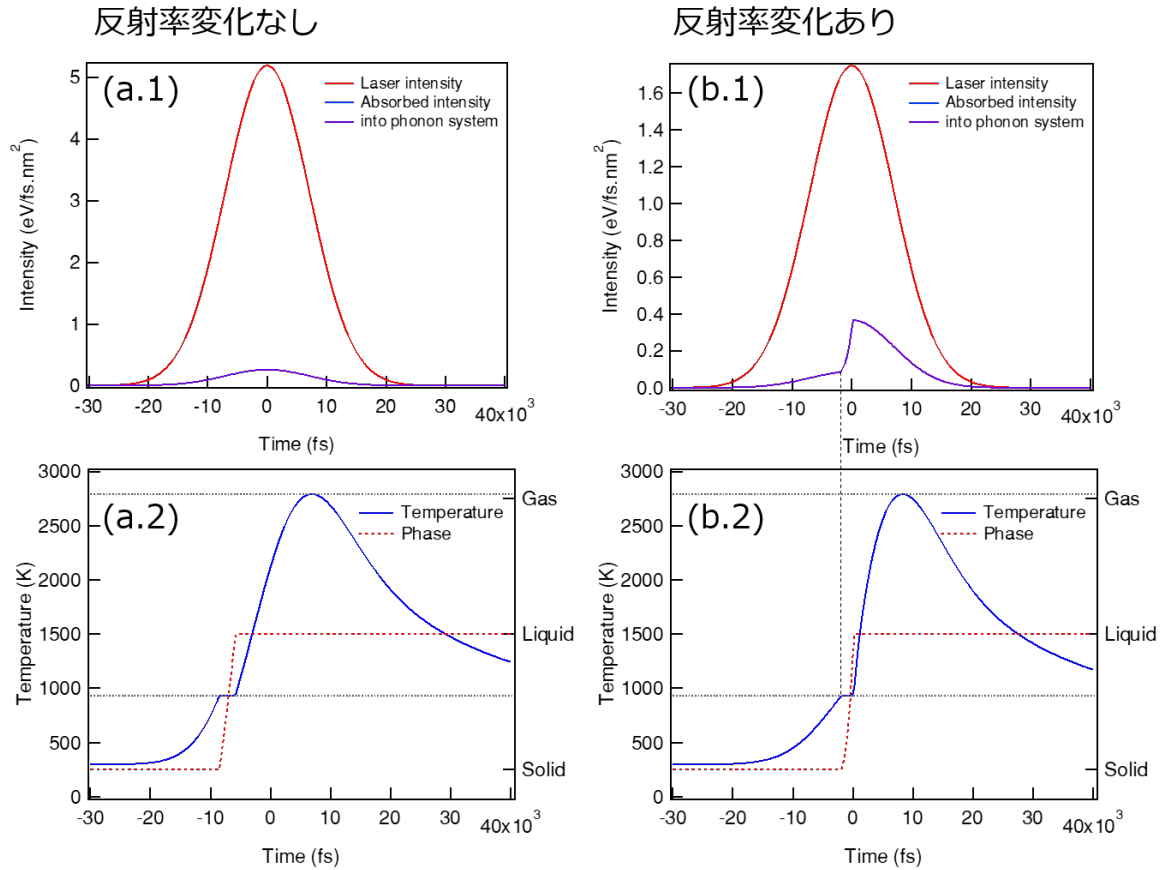 反射率変化なし
反射率変化あり
(a.1)
Laser intensity
Absorbed intensity
into phonon system
Intensity (eV/fs.nm²)
5
4
3
2
1
0
-30 -20 -10 0 10 20 30 40x10³
Time (fs)
(b.1)
Laser intensity
Absorbed intensity
into phonon system
Intensity (eV/fs.nm²)
1.6
1.4
1.2
1.0
0.8
0.6
0.4
0.2
0.0
-30 -20 -10 0 10 20 30 40x10³
Time (fs)
(a.2)
Temperature
Phase
Temperature (K)
3000
2500
2000
1500
1000
500
0
Gas
Liquid
Solid
-30 -20 -10 0 10 20 30 40x10³
Time (fs)
(b.2)
Temperature
Phase
Temperature (K)
3000
2500
2000
1500
1000
500
0
Gas
Liquid
Solid
-30 -20 -10 0 10 20 30 40x10³
Time (fs)